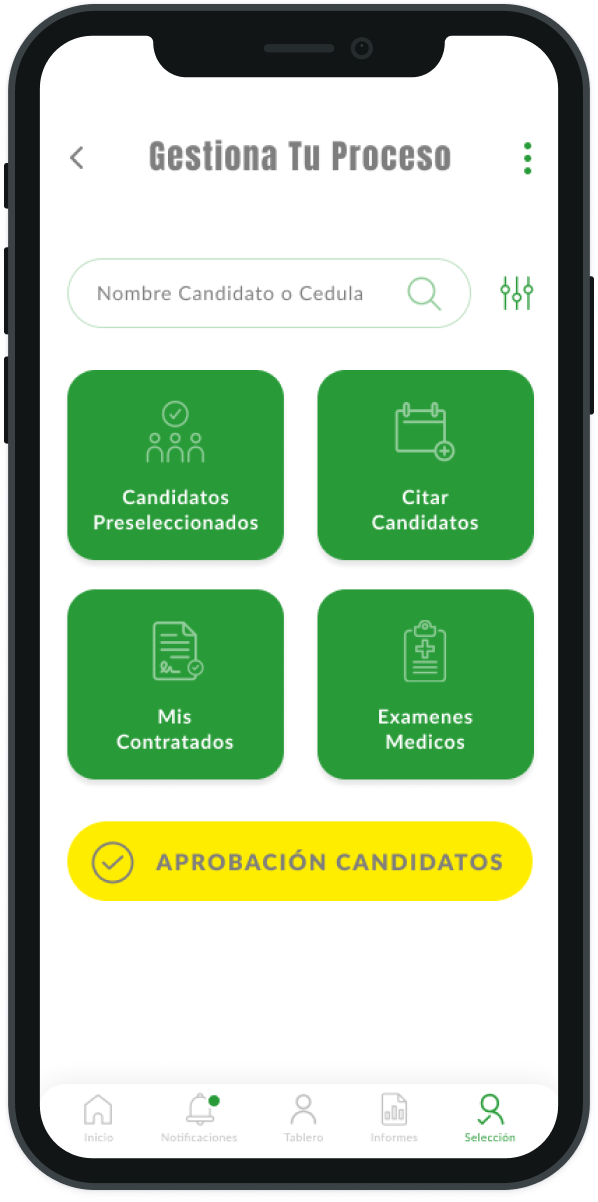 Gestiona Tu Proceso
Nombre Candidato o Cedula
Candidatos
Preseleccionados
Citar
Candidatos
Mis
Contratados
Examenes
Medicos
APROBACIÓN CANDIDATOS
Inicio
Notificaciones
Tablero
Informes
Selección